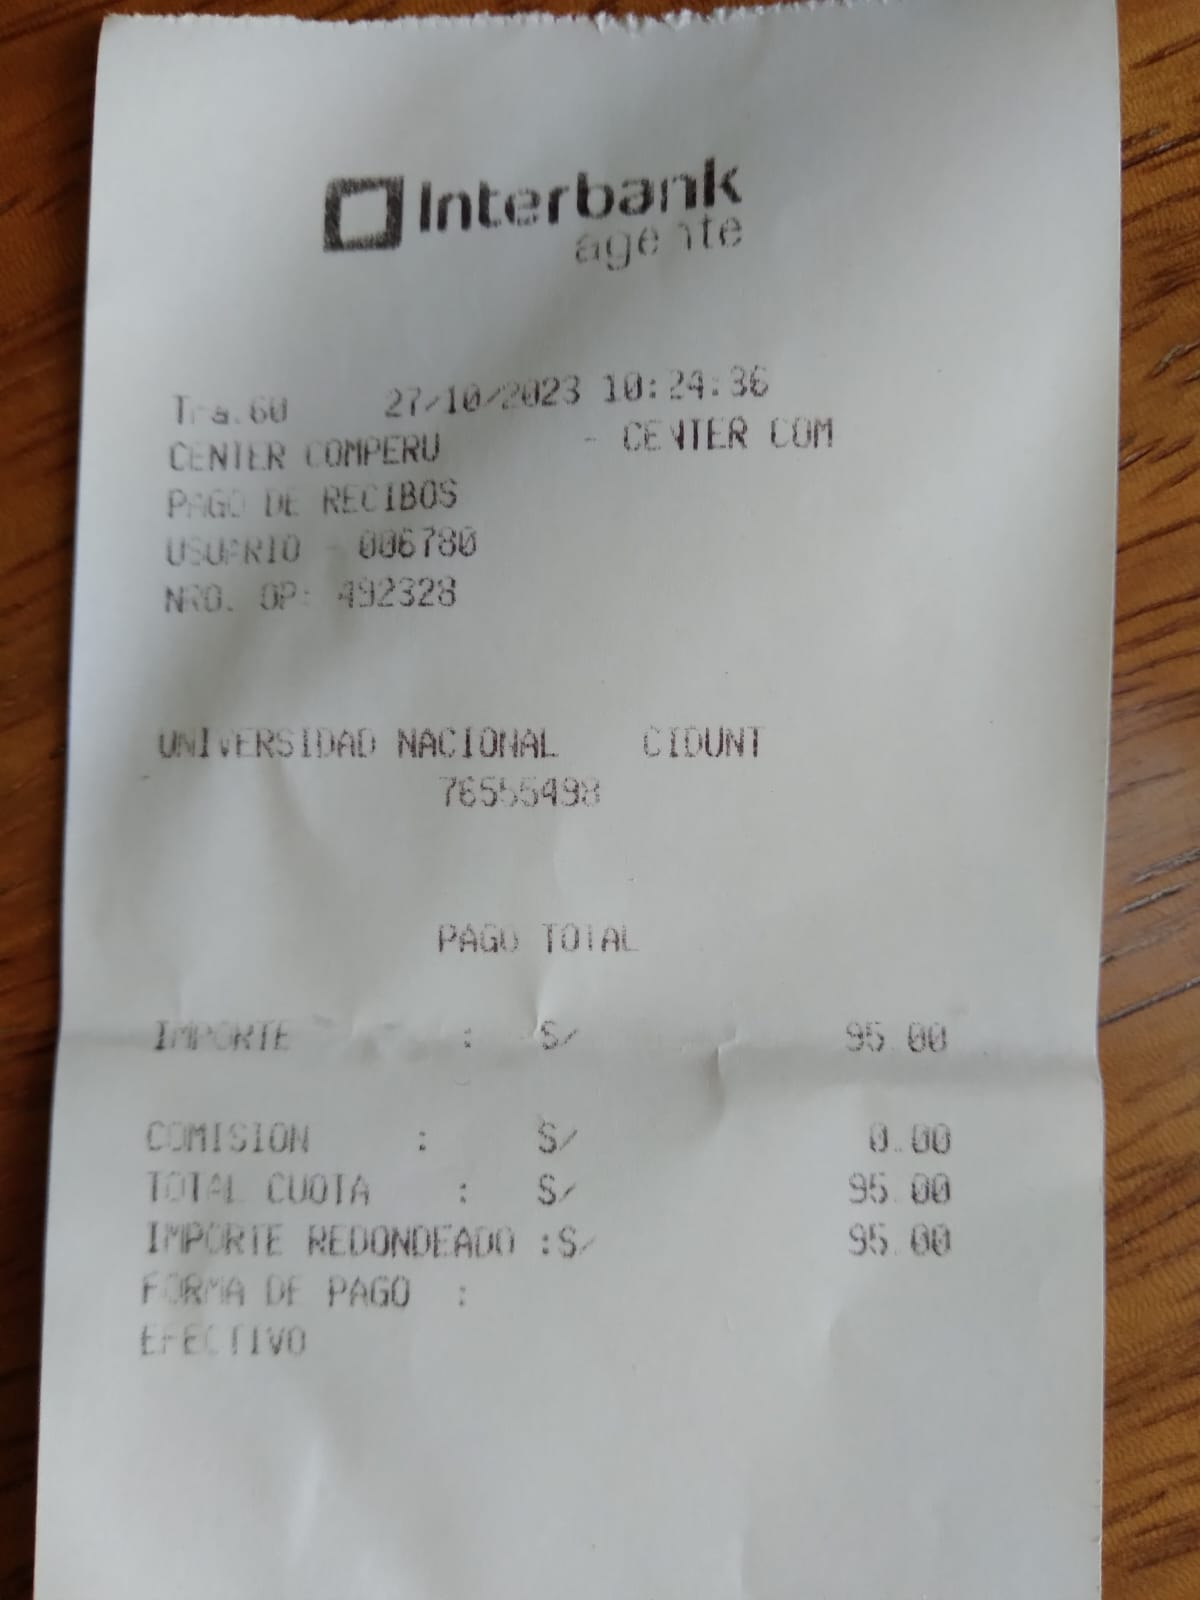 Interbank
agente
Tra.60 27/10/2023 10:24:36
CENTER COMPERU - CENTER COM
PAGO DE RECIBOS
USUARIO - 006780
NRO. OP: 492328
UNIVERSIDAD NACIONAL CIDUNT
76555498
PAGO TOTAL
IMPORTE : S/ 95.00
COMISION : S/ 0.00
TOTAL CUOTA : S/ 95.00
IMPORTE REDONDEADO :S/ 95.00
FORMA DE PAGO :
EFECTIVO